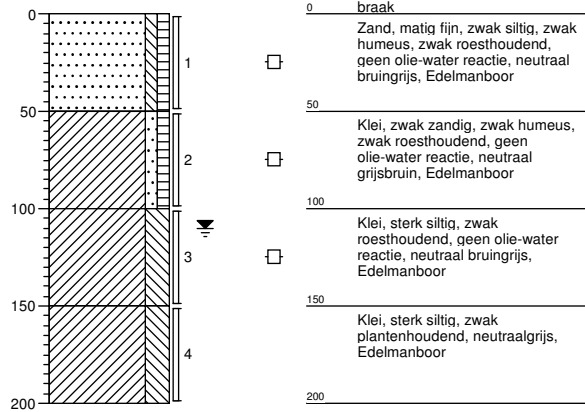 0
50
100
150
200
1
2
3
4
0
braak
Zand, matig fijn, zwak siltig, zwak
humeus, zwak roesthoudend,
geen olie-water reactie, neutraal
bruingrijs, Edelmanboor
50
Klei, zwak zandig, zwak humeus,
zwak roesthoudend, geen
olie-water reactie, neutraal
grijsbruin, Edelmanboor
100
Klei, sterk siltig, zwak
roesthoudend, geen olie-water
reactie, neutraal bruingrijs,
Edelmanboor
150
Klei, sterk siltig, zwak
plantenhoudend, neutraalgrijs,
Edelmanboor
200